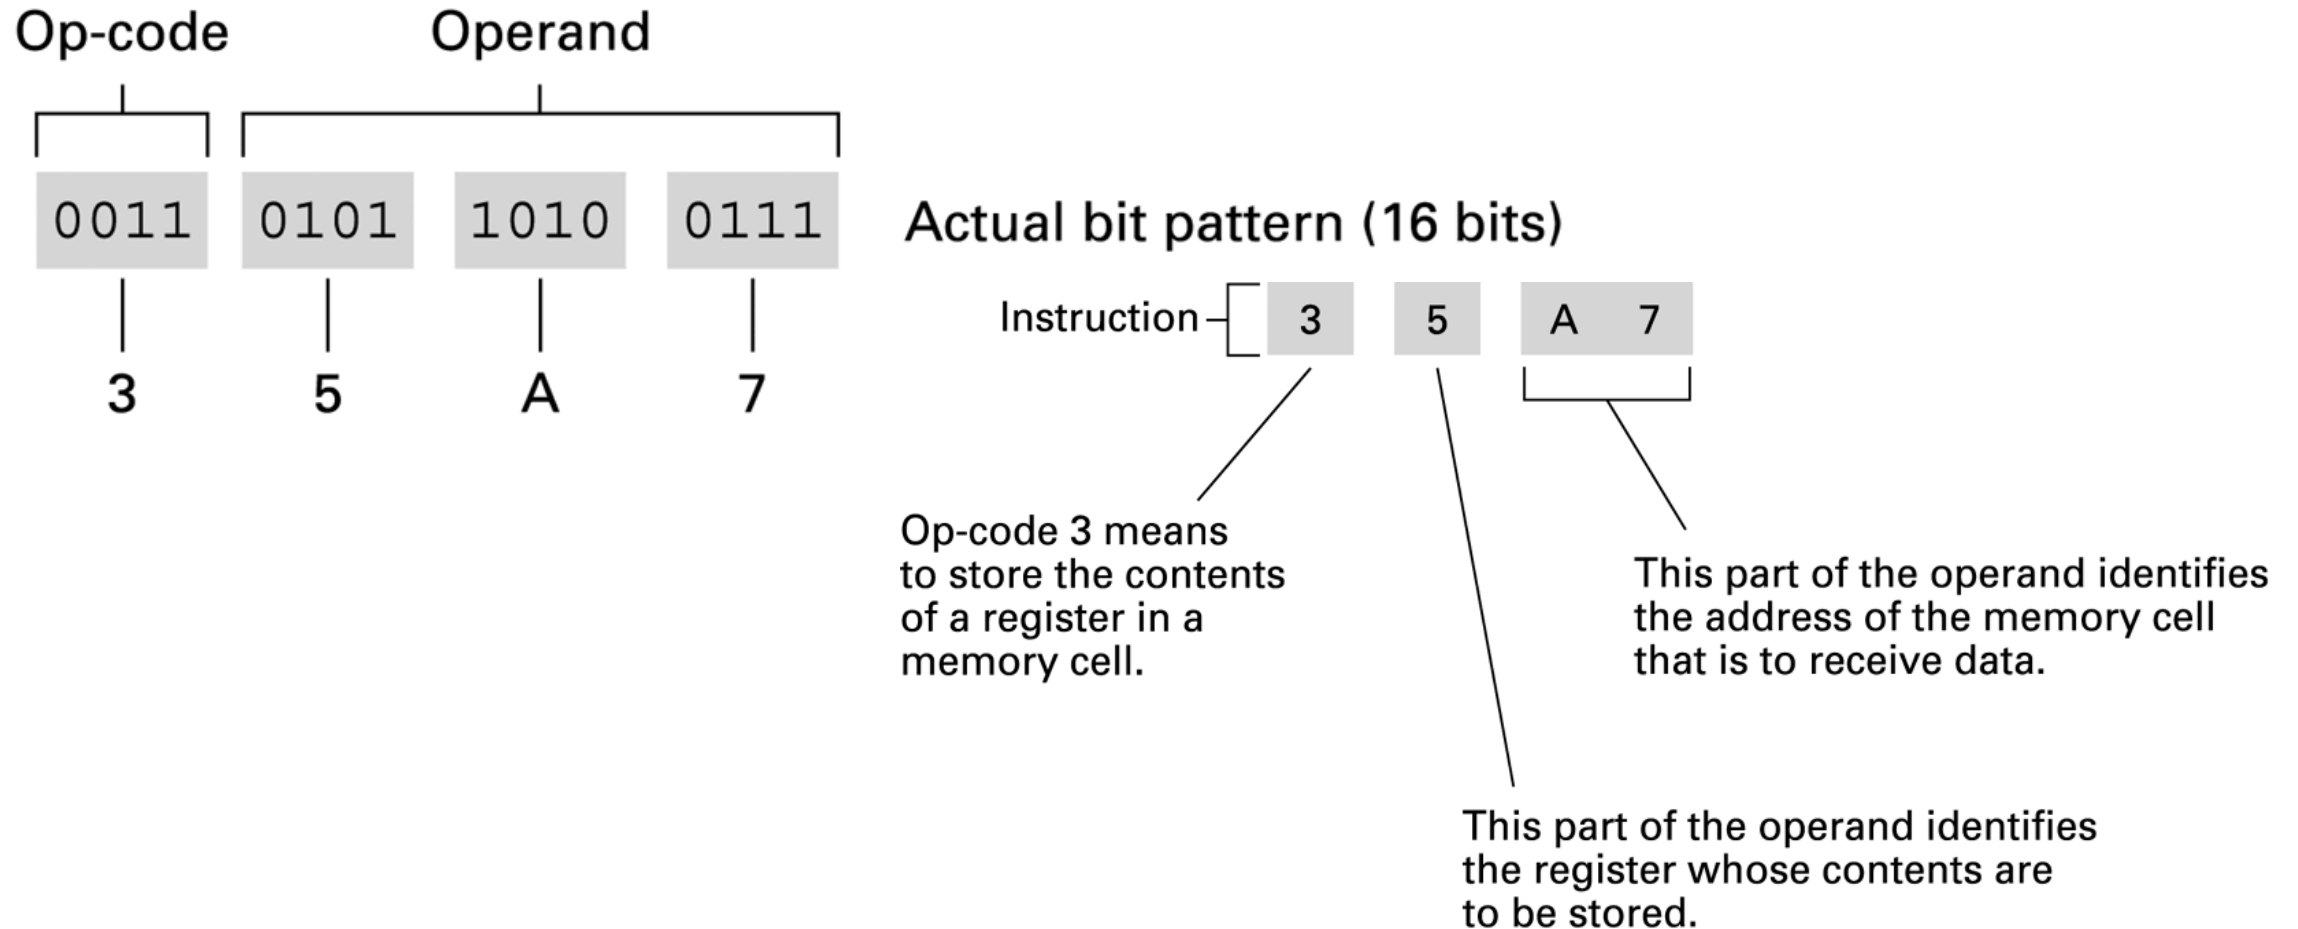 Op-code Operand
0011 0101 1010 0111 Actual bit pattern (16 bits)
3 5 A 7
Instruction 3 5 A 7
Op-code 3 means
to store the contents
of a register in a
memory cell.
This part of the operand identifies
the address of the memory cell
that is to receive data.
This part of the operand identifies
the register whose contents are
to be stored.